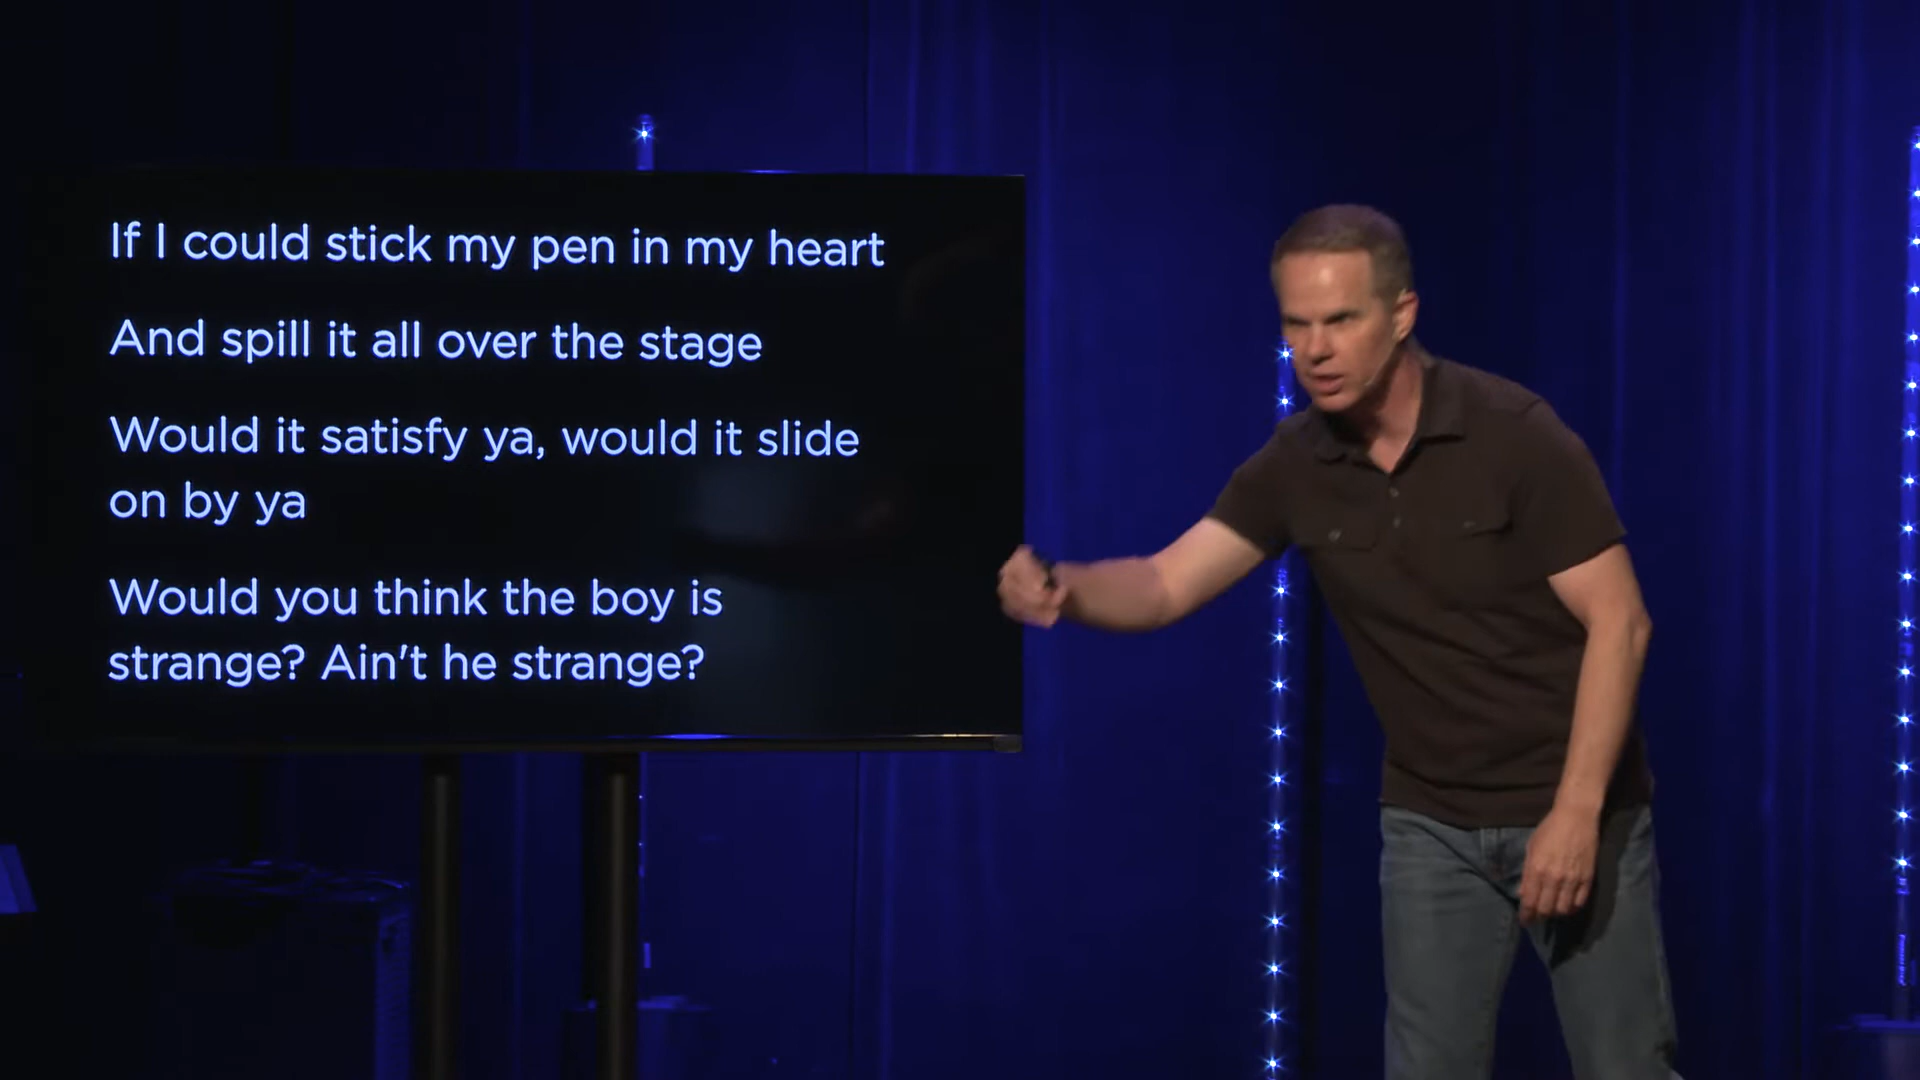 If I could stick my pen in my heart
And spill it all over the stage
Would it satisfy ya, would it slide
on by ya
Would you think the boy is
strange? Ain't he strange?